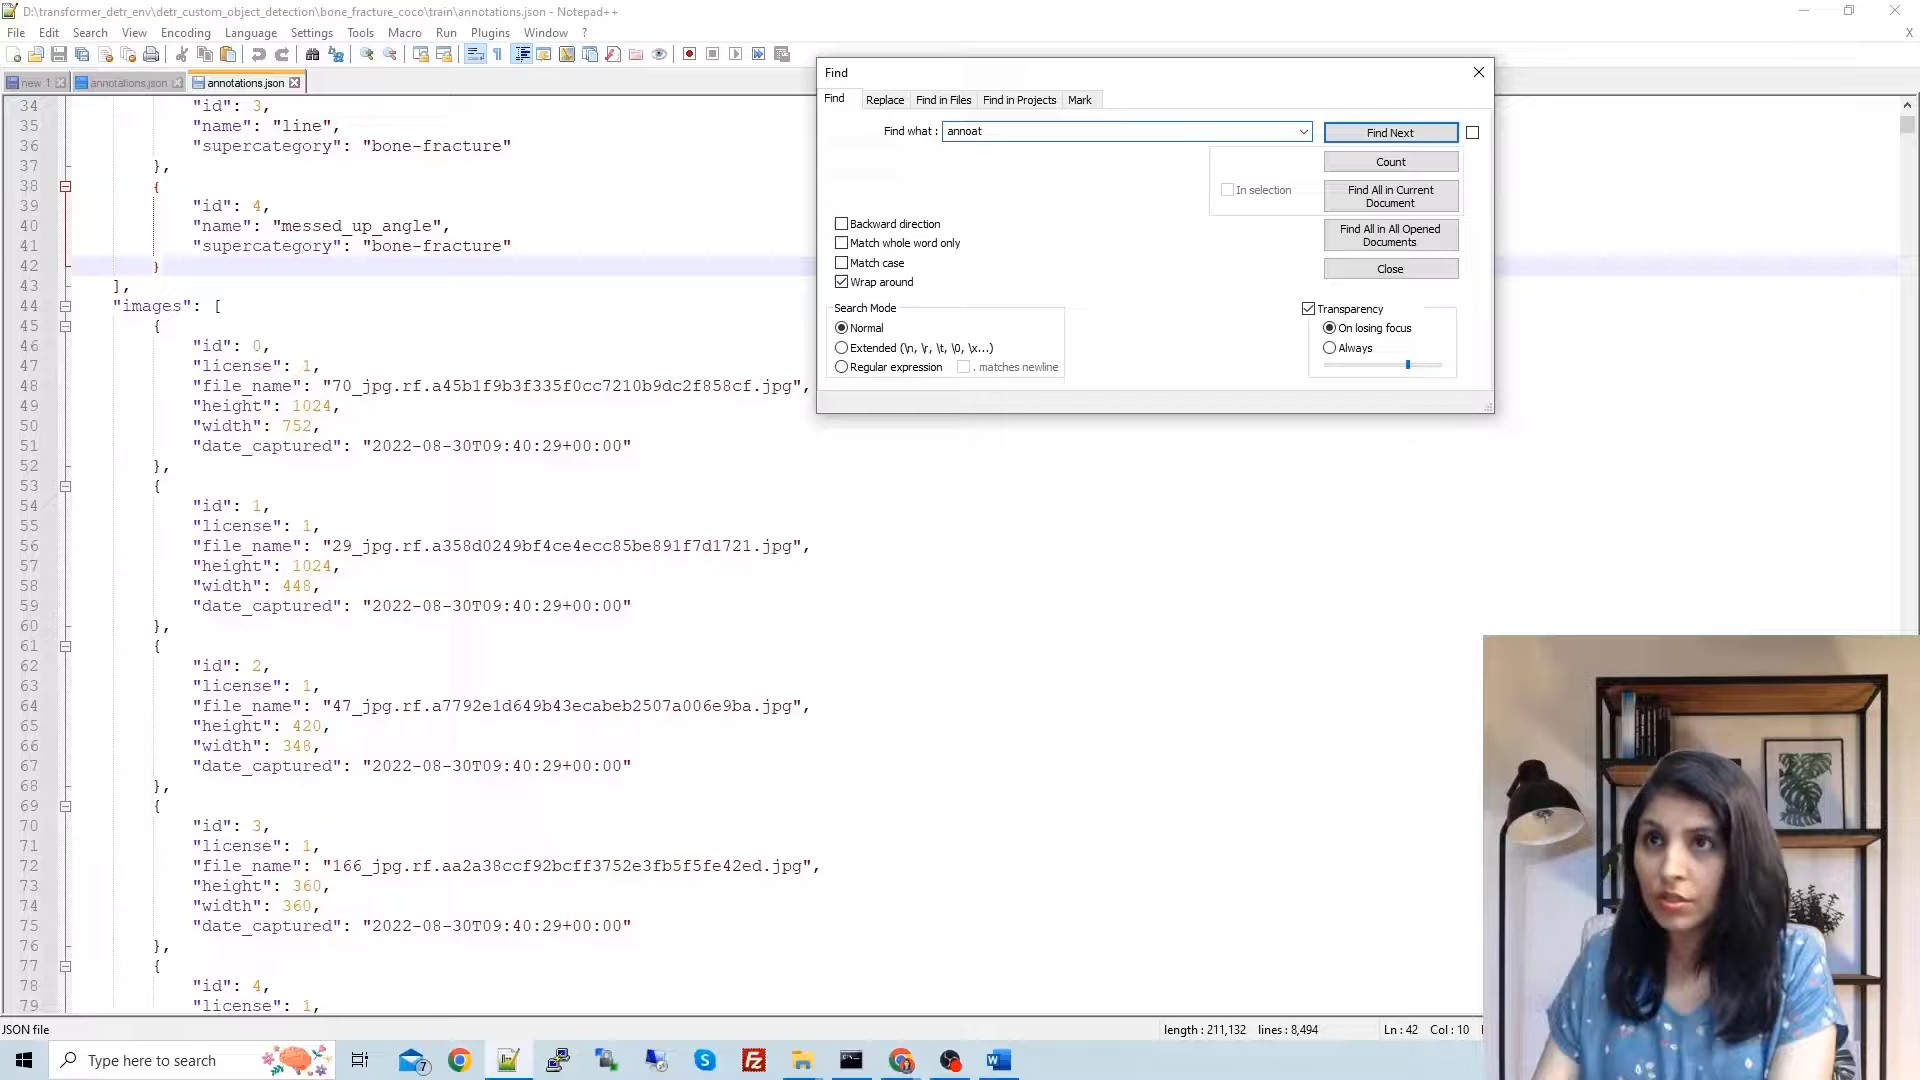 D:\transformer_detr_env\detr_custom_object_detection\bone_fracture_coco\train\annotations.json - Notepad++
File Edit Search View Encoding Language Settings Tools Macro Run Plugins Window ? X
new 1 annotations.json annotations.json
34 "id": 3,
35 "name": "line",
36 "supercategory": "bone-fracture"
37 },
38 {
39 "id": 4,
40 "name": "messed_up_angle",
41 "supercategory": "bone-fracture"
42 }
43 ],
44 "images": [
45 {
46 "id": 0,
47 "license": 1,
48 "file_name": "70_jpg.rf.a45b1f9b3f335f0cc7210b9dc2f858cf.jpg",
49 "height": 1024,
50 "width": 752,
51 "date_captured": "2022-08-30T09:40:29+00:00"
52 },
53 {
54 "id": 1,
55 "license": 1,
56 "file_name": "29_jpg.rf.a358d0249bf4ce4ecc85be891f7d1721.jpg",
57 "height": 1024,
58 "width": 448,
59 "date_captured": "2022-08-30T09:40:29+00:00"
60 },
61 {
62 "id": 2,
63 "license": 1,
64 "file_name": "47_jpg.rf.a7792e1d649b43ecabeb2507a006e9ba.jpg",
65 "height": 420,
66 "width": 348,
67 "date_captured": "2022-08-30T09:40:29+00:00"
68 },
69 {
70 "id": 3,
71 "license": 1,
72 "file_name": "166_jpg.rf.aa2a38ccf92bcff3752e3fb5f5fe42ed.jpg",
73 "height": 360,
74 "width": 360,
75 "date_captured": "2022-08-30T09:40:29+00:00"
76 },
77 {
78 "id": 4,
79 "license": 1,
Find
Find Replace Find in Files Find in Projects Mark
Find what : annoat Find Next
Count
In selection Find All in Current Document
Find All in All Opened Documents
Close
Backward direction
Match whole word only
Match case
Wrap around
Search Mode
Normal
Extended (\n, \r, \t, \0, \x...)
Regular expression . matches newline
Transparency
On losing focus
Always
JSON file length : 211,132 lines : 8,494 Ln : 42 Col : 10
Type here to search 7